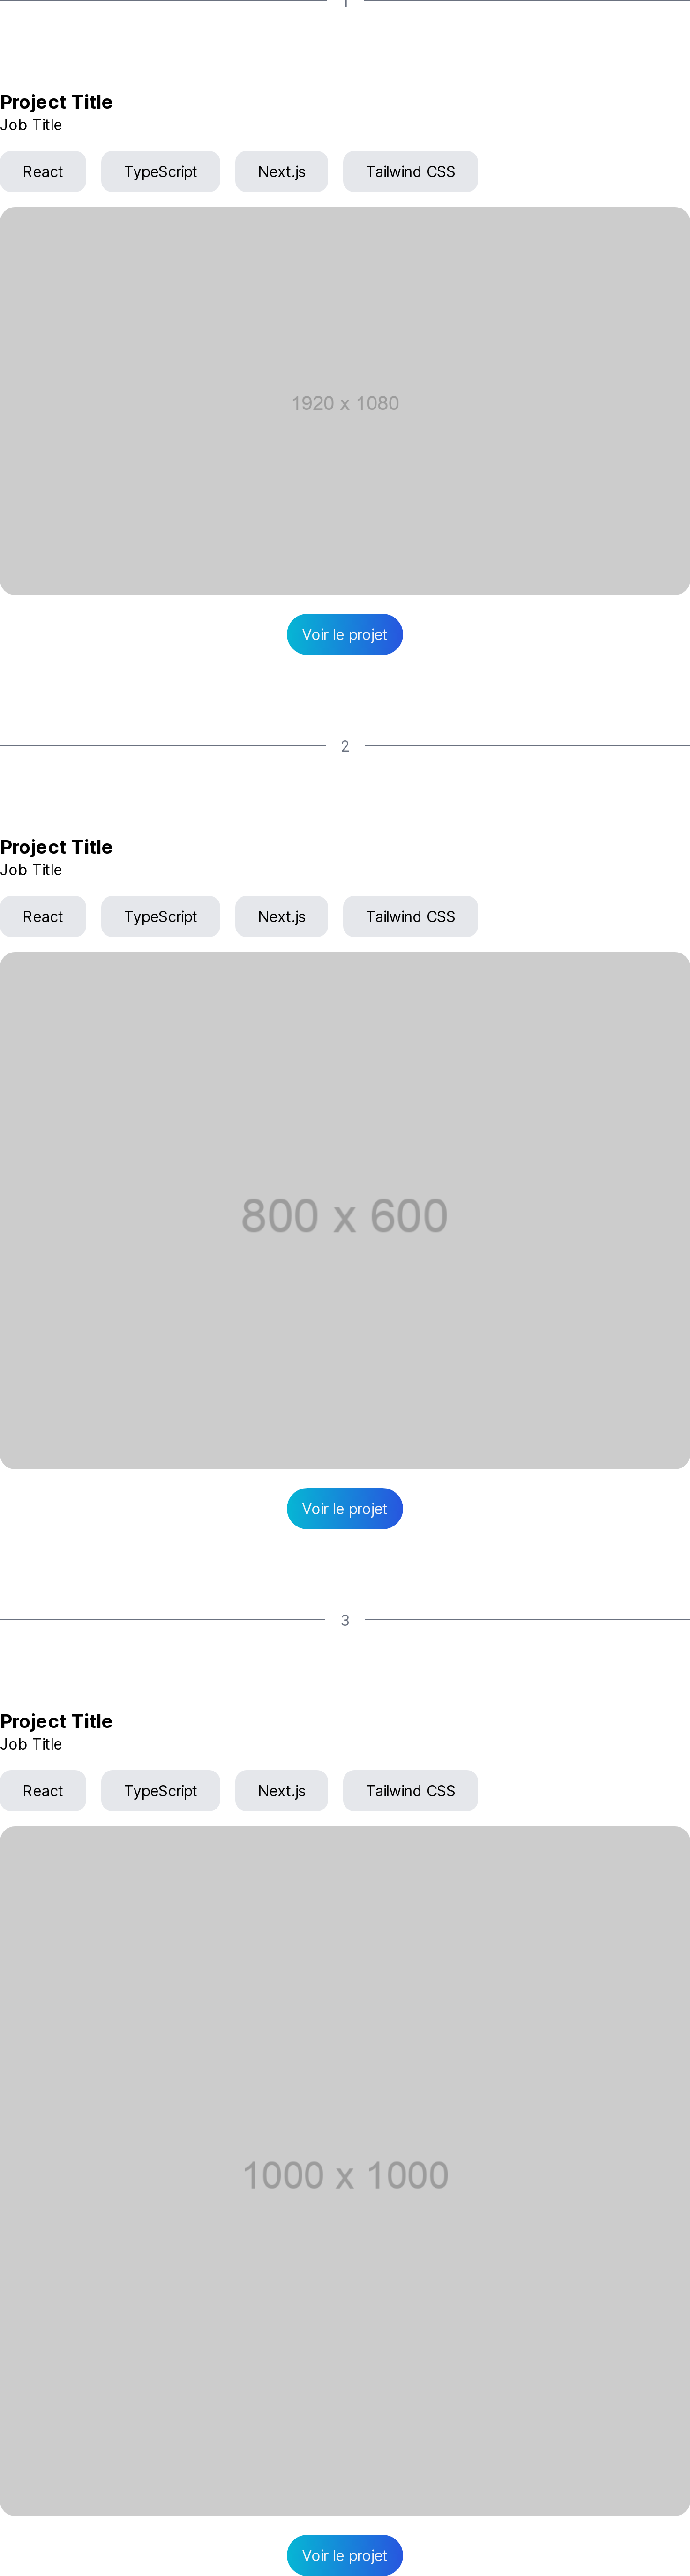 Project Title
Job Title
React TypeScript Next.js Tailwind CSS
1920 x 1080
Voir le projet
2
Project Title
Job Title
React TypeScript Next.js Tailwind CSS
800 x 600
Voir le projet
3
Project Title
Job Title
React TypeScript Next.js Tailwind CSS
1000 x 1000
Voir le projet